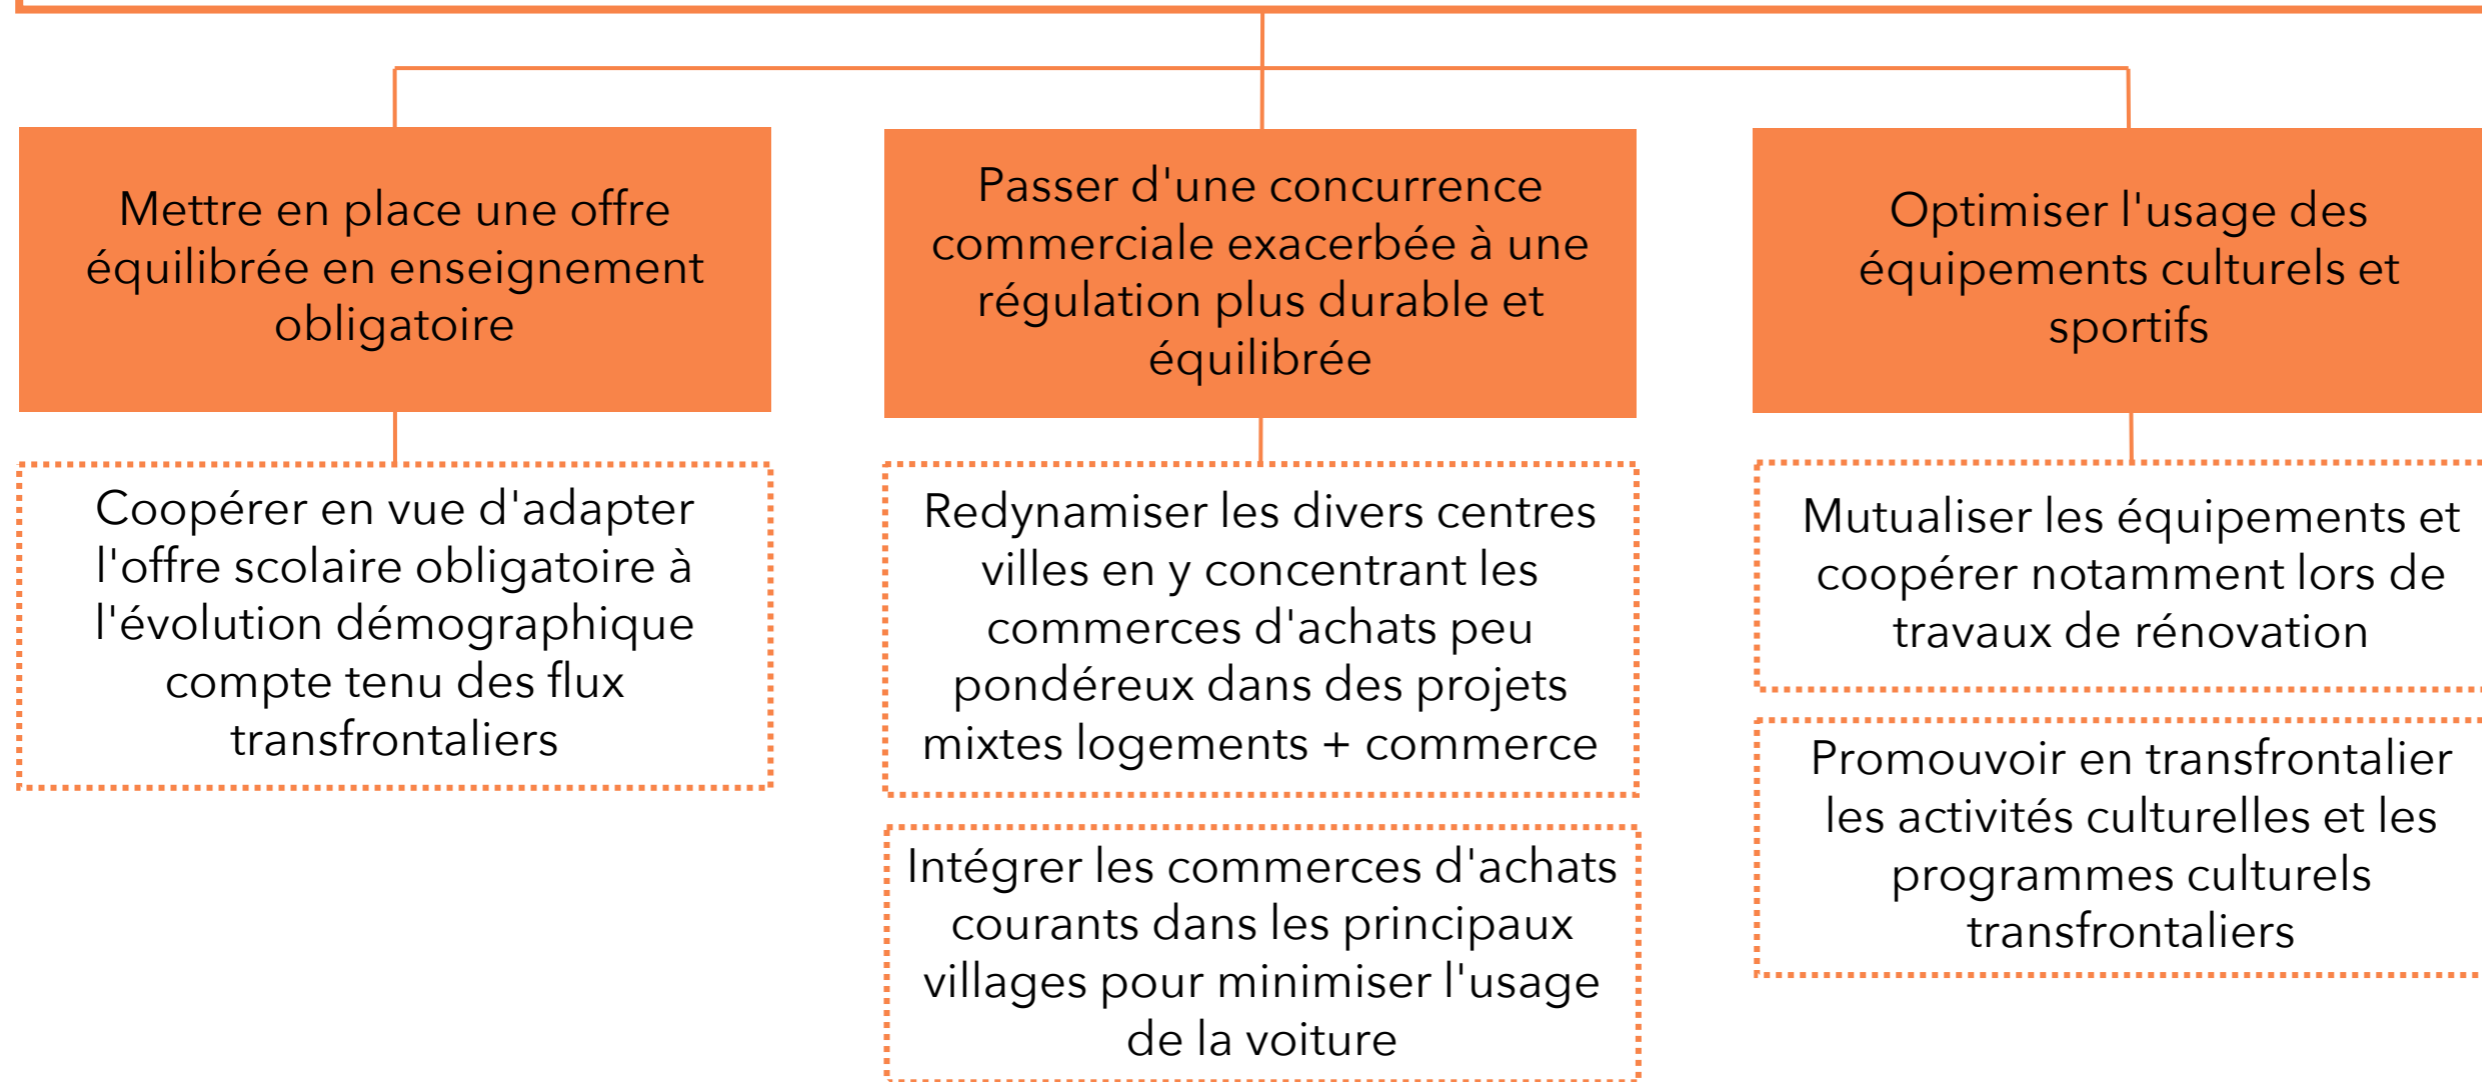 Mettre en place une offre
équilibrée en enseignement
obligatoire
Coopérer en vue d'adapter
l'offre scolaire obligatoire à
l'évolution démographique
compte tenu des flux
transfrontaliers
Passer d'une concurrence
commerciale exacerbée à une
régulation plus durable et
équilibrée
Redynamiser les divers centres
villes en y concentrant les
commerces d'achats peu
pondéreux dans des projets
mixtes logements + commerce
Intégrer les commerces d'achats
courants dans les principaux
villages pour minimiser l'usage
de la voiture
Optimiser l'usage des
équipements culturels et
sportifs
Mutualiser les équipements et
coopérer notamment lors de
travaux de rénovation
Promouvoir en transfrontalier
les activités culturelles et les
programmes culturels
transfrontaliers